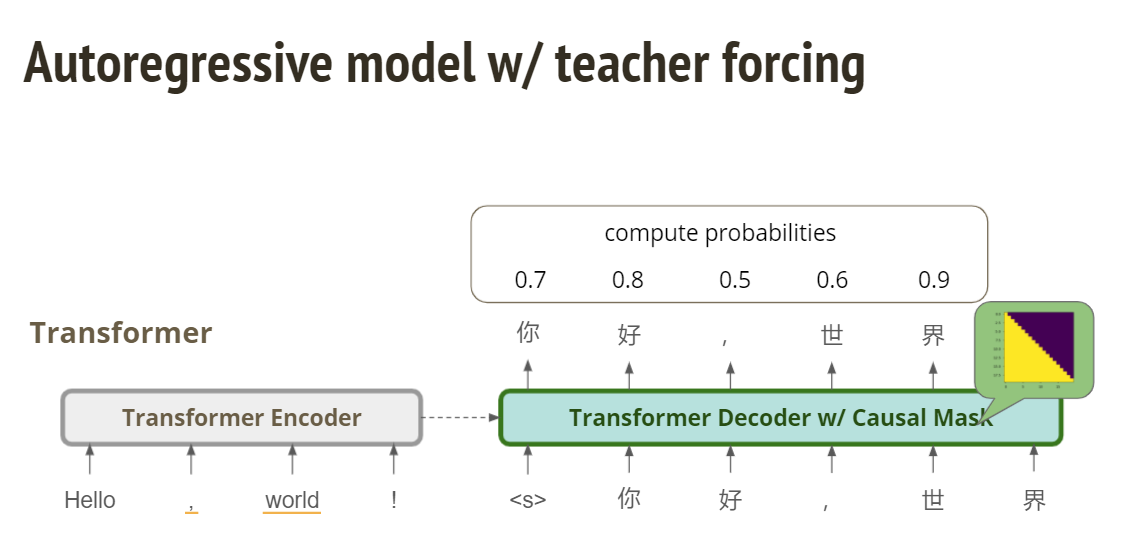 Autoregressive model w/ teacher forcing
compute probabilities
0.7 0.8 0.5 0.6 0.9
Transformer
你 好 , 世 界
Transformer Encoder
Transformer Decoder w/ Causal Mask
Hello , world !
<s> 你 好 , 世 界